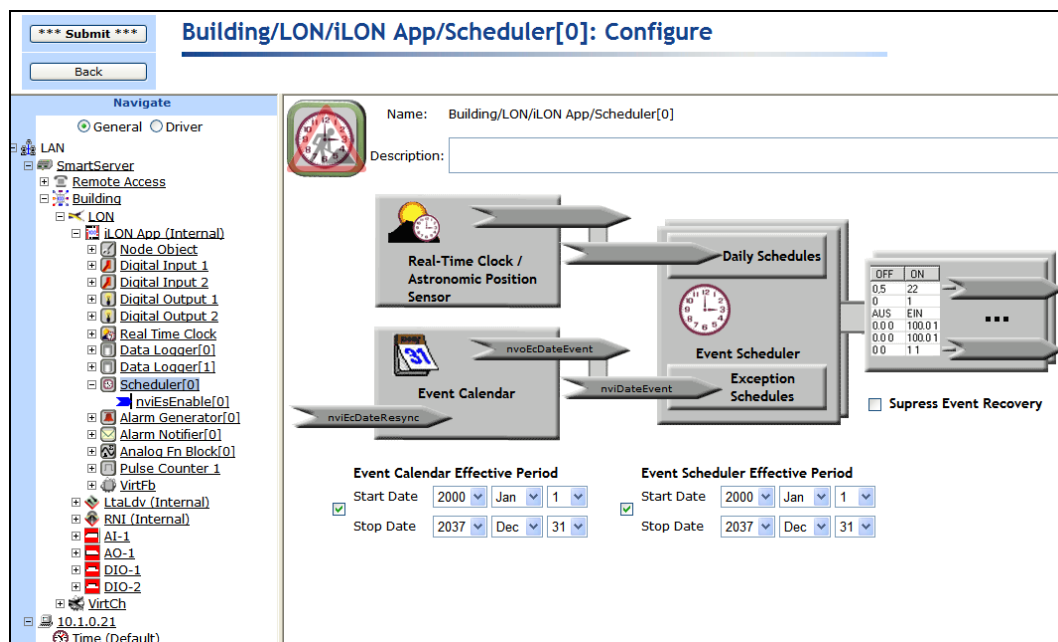 *** Submit ***
Back
Building/LON/iLON App/Scheduler[0]: Configure
Navigate
General Driver
LAN
SmartServer
Remote Access
Building
LON
iLON App (Internal)
Node Object
Digital Input 1
Digital Input 2
Digital Output 1
Digital Output 2
Real Time Clock
Data Logger[0]
Data Logger[1]
Scheduler[0]
nviEsEnable[0]
Alarm Generator[0]
Alarm Notifier[0]
Analog Fn Block[0]
Pulse Counter 1
VirtFb
LtaLdv (Internal)
RNI (Internal)
AI-1
AO-1
DIO-1
DIO-2
VirtCh
10.1.0.21
Time (Default)
Name: Building/LON/iLON App/Scheduler[0]
Description:
Real-Time Clock /
Astronomic Position
Sensor
nvoEcDateEvent
Event Calendar
nviEcDateResync
Daily Schedules
Event Scheduler
nviDateEvent
Exception
Schedules
OFF ON
0,5 22
0 1
AUS EIN
0.0 0 100.0 1
0.0 0 100.0 1
0 0 1 1
...
Supress Event Recovery
Event Calendar Effective Period
Start Date 2000 Jan 1
Stop Date 2037 Dec 31
Event Scheduler Effective Period
Start Date 2000 Jan 1
Stop Date 2037 Dec 31